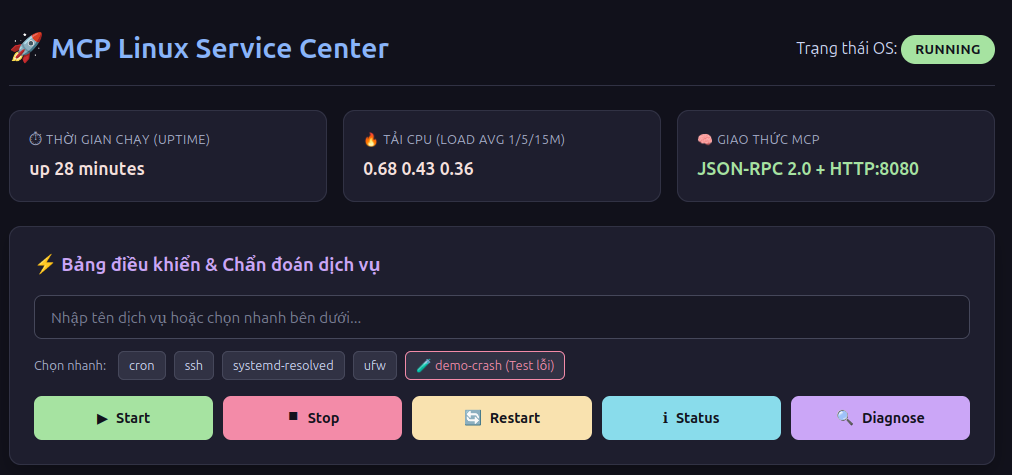 🚀 MCP Linux Service Center
Trạng thái OS: RUNNING
⏱ THỜI GIAN CHẠY (UPTIME)
up 28 minutes
🔥 TẢI CPU (LOAD AVG 1/5/15M)
0.68 0.43 0.36
🧠 GIAO THỨC MCP
JSON-RPC 2.0 + HTTP:8080
⚡ Bảng điều khiển & Chẩn đoán dịch vụ
Nhập tên dịch vụ hoặc chọn nhanh bên dưới...
Chọn nhanh: cron ssh systemd-resolved ufw 🧪 demo-crash (Test lỗi)
▶ Start ⏹ Stop 🔄 Restart ℹ Status 🔍 Diagnose